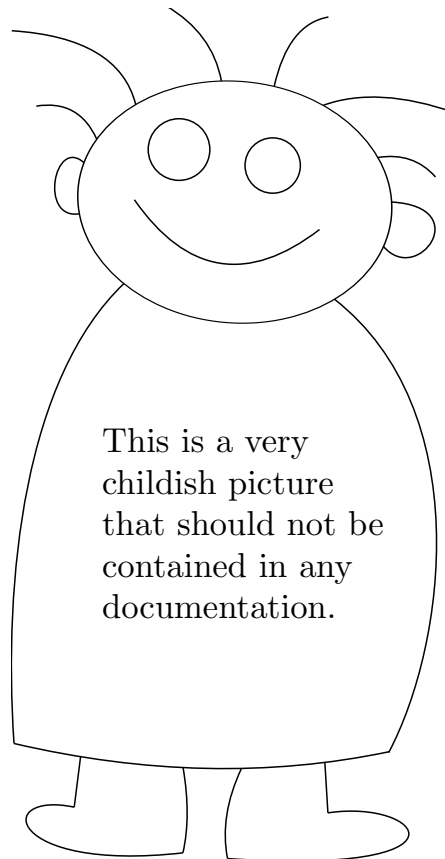 This is a very
childish picture
that should not be
contained in any
documentation.